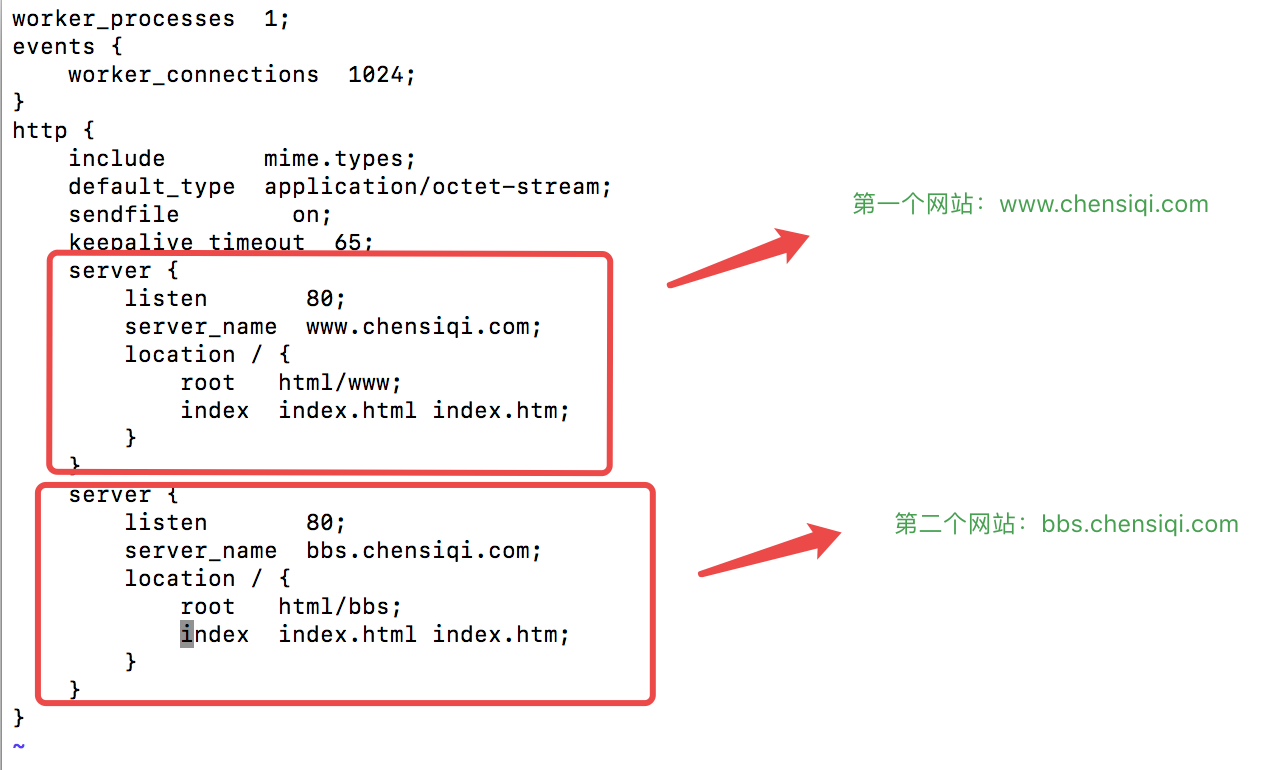 worker_processes  1;
events {
    worker_connections  1024;
}
http {
    include       mime.types;
    default_type  application/octet-stream;
    sendfile        on;
    keepalive_timeout  65;
    server {
        listen       80;
        server_name  www.chensiqi.com;
        location / {
            root   html/www;
            index  index.html index.htm;
        }
    }
    server {
        listen       80;
        server_name  bbs.chensiqi.com;
        location / {
            root   html/bbs;
            index  index.html index.htm;
        }
    }
}
~
第一个网站：www.chensiqi.com
第二个网站：bbs.chensiqi.com